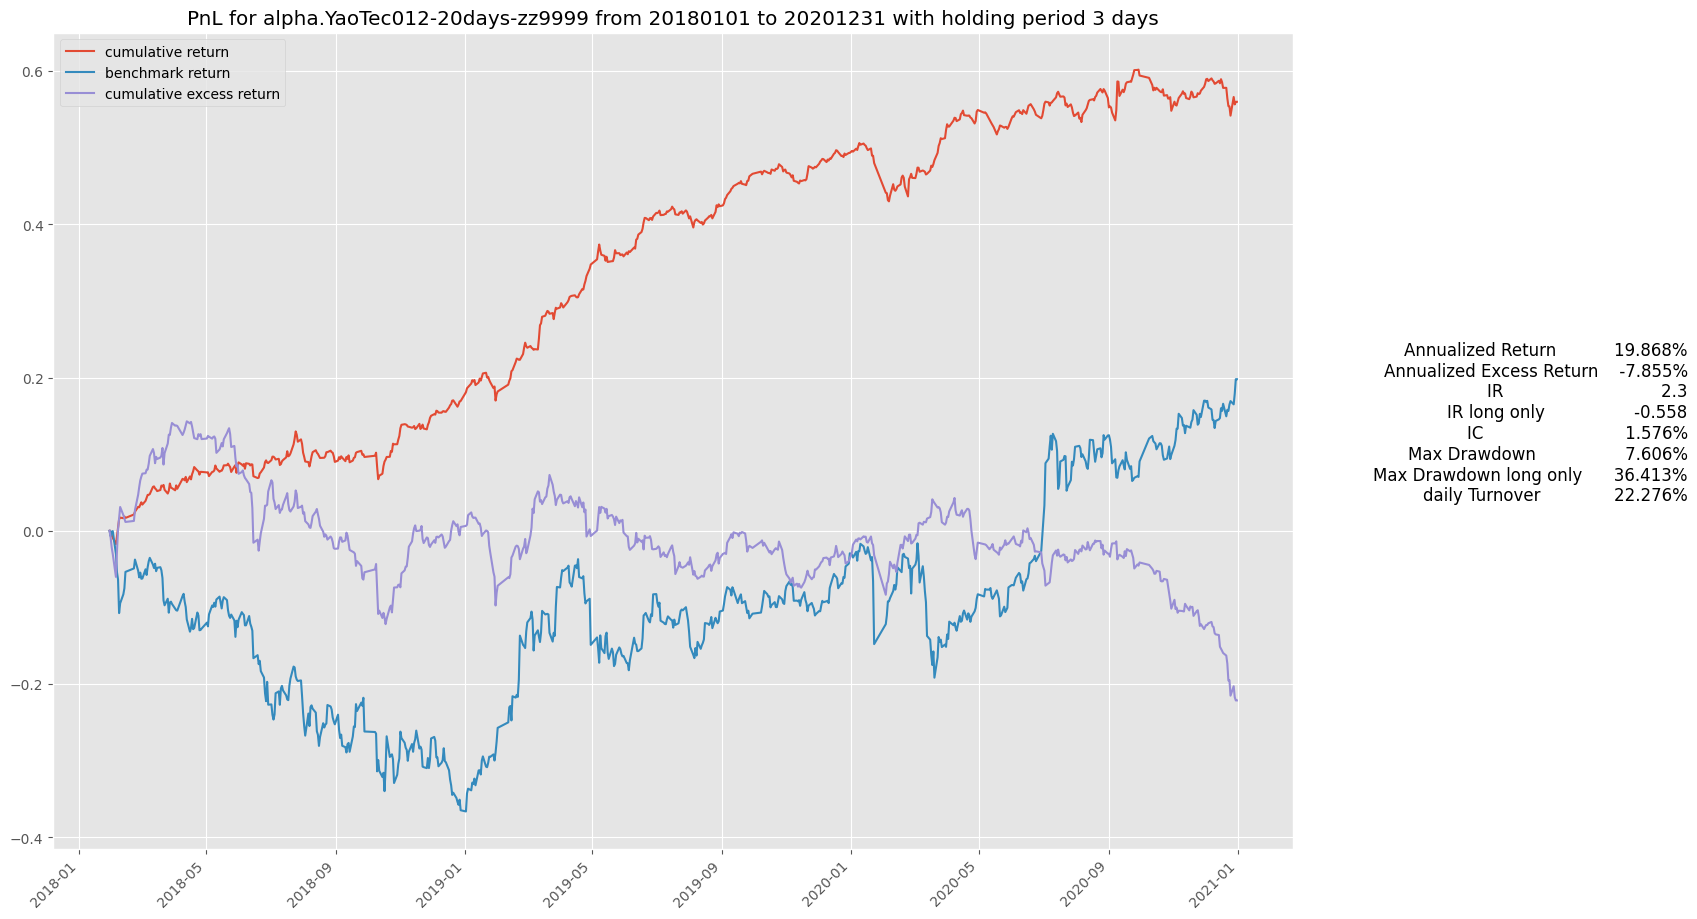 PnL for alpha.YaoTec012-20days-zz9999 from 20180101 to 20201231 with holding period 3 days
cumulative return
benchmark return
cumulative excess return
0.6
0.4
0.2
0.0
−0.2
−0.4
2018-01
2018-05
2018-09
2019-01
2019-05
2019-09
2020-01
2020-05
2020-09
2021-01
Annualized Return 19.868%
Annualized Excess Return -7.855%
IR 2.3
IR long only -0.558
IC 1.576%
Max Drawdown 7.606%
Max Drawdown long only 36.413%
daily Turnover 22.276%